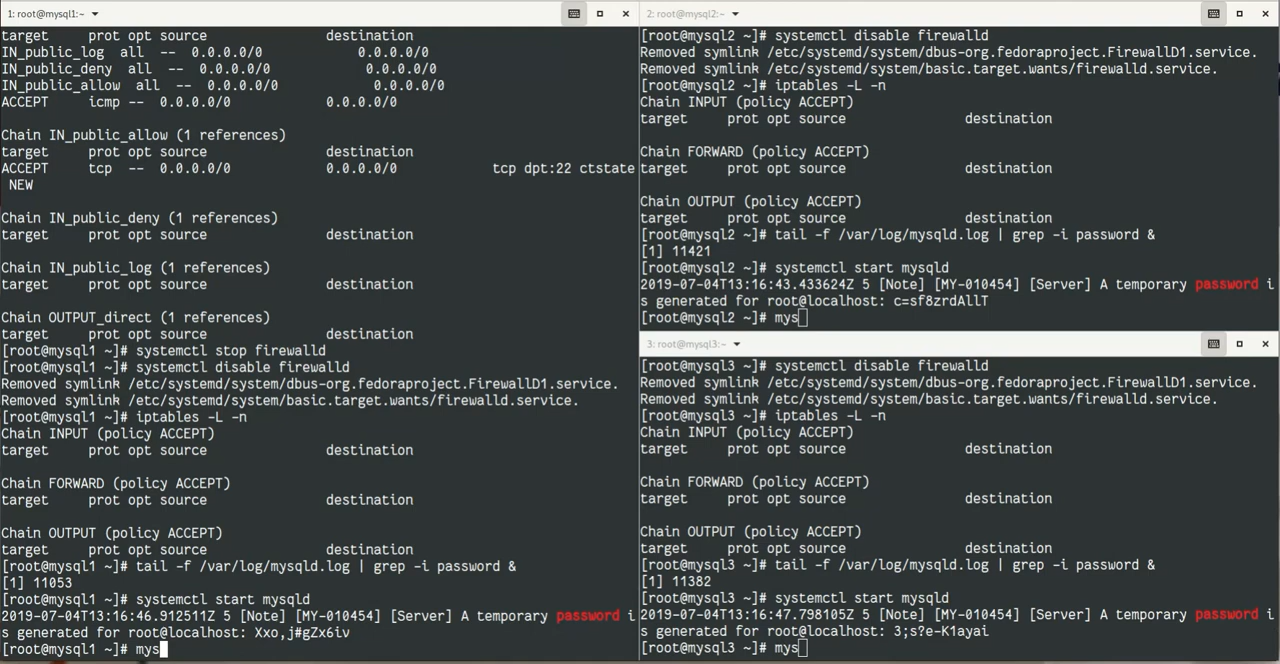 1: root@mysql1:~
target     prot opt source               destination
IN_public_log  all  --  0.0.0.0/0            0.0.0.0/0
IN_public_deny  all  --  0.0.0.0/0            0.0.0.0/0
IN_public_allow  all  --  0.0.0.0/0            0.0.0.0/0
ACCEPT     icmp --  0.0.0.0/0            0.0.0.0/0
Chain IN_public_allow (1 references)
target     prot opt source               destination
ACCEPT     tcp  --  0.0.0.0/0            0.0.0.0/0            tcp dpt:22 ctstate
 NEW
Chain IN_public_deny (1 references)
target     prot opt source               destination
Chain IN_public_log (1 references)
target     prot opt source               destination
Chain OUTPUT_direct (1 references)
target     prot opt source               destination
[root@mysql1 ~]# systemctl stop firewalld
[root@mysql1 ~]# systemctl disable firewalld
Removed symlink /etc/systemd/system/dbus-org.fedoraproject.FirewallD1.service.
Removed symlink /etc/systemd/system/basic.target.wants/firewalld.service.
[root@mysql1 ~]# iptables -L -n
Chain INPUT (policy ACCEPT)
target     prot opt source               destination
Chain FORWARD (policy ACCEPT)
target     prot opt source               destination
Chain OUTPUT (policy ACCEPT)
target     prot opt source               destination
[root@mysql1 ~]# tail -f /var/log/mysqld.log | grep -i password &
[1] 11053
[root@mysql1 ~]# systemctl start mysqld
2019-07-04T13:16:46.912511Z 5 [Note] [MY-010454] [Server] A temporary password i
s generated for root@localhost: Xxo,j#gZx6iv
[root@mysql1 ~]# mys
2: root@mysql2:~
[root@mysql2 ~]# systemctl disable firewalld
Removed symlink /etc/systemd/system/dbus-org.fedoraproject.FirewallD1.service.
Removed symlink /etc/systemd/system/basic.target.wants/firewalld.service.
[root@mysql2 ~]# iptables -L -n
Chain INPUT (policy ACCEPT)
target     prot opt source               destination
Chain FORWARD (policy ACCEPT)
target     prot opt source               destination
Chain OUTPUT (policy ACCEPT)
target     prot opt source               destination
[root@mysql2 ~]# tail -f /var/log/mysqld.log | grep -i password &
[1] 11421
[root@mysql2 ~]# systemctl start mysqld
2019-07-04T13:16:43.433624Z 5 [Note] [MY-010454] [Server] A temporary password i
s generated for root@localhost: c=sf8zrdAllT
[root@mysql2 ~]# mys
3: root@mysql3:~
[root@mysql3 ~]# systemctl disable firewalld
Removed symlink /etc/systemd/system/dbus-org.fedoraproject.FirewallD1.service.
Removed symlink /etc/systemd/system/basic.target.wants/firewalld.service.
[root@mysql3 ~]# iptables -L -n
Chain INPUT (policy ACCEPT)
target     prot opt source               destination
Chain FORWARD (policy ACCEPT)
target     prot opt source               destination
Chain OUTPUT (policy ACCEPT)
target     prot opt source               destination
[root@mysql3 ~]# tail -f /var/log/mysqld.log | grep -i password &
[1] 11382
[root@mysql3 ~]# systemctl start mysqld
2019-07-04T13:16:47.798105Z 5 [Note] [MY-010454] [Server] A temporary password i
s generated for root@localhost: 3;s?e-K1ayai
[root@mysql3 ~]# mys